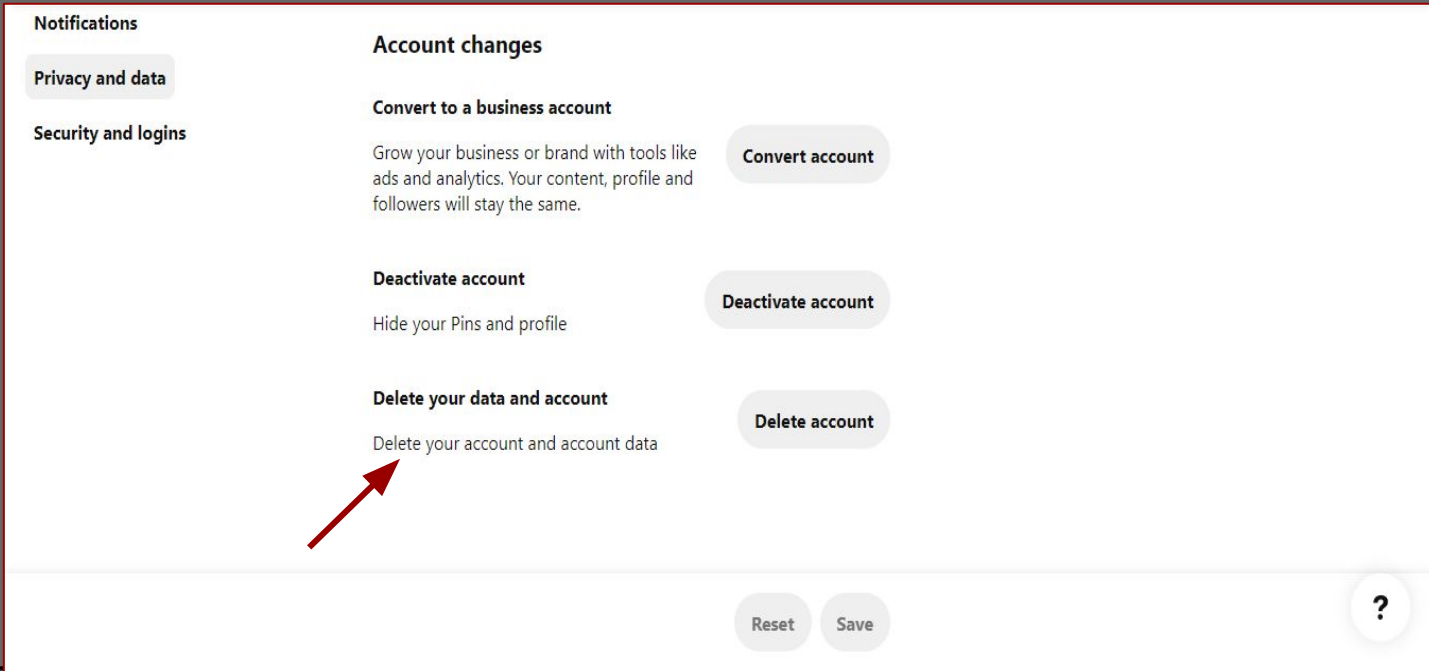 Notifications
Privacy and data
Security and logins
Account changes
Convert to a business account
Grow your business or brand with tools like
ads and analytics. Your content, profile and
followers will stay the same.
Convert account
Deactivate account
Hide your Pins and profile
Deactivate account
Delete your data and account
Delete your account and account data
Delete account
Reset
Save
?